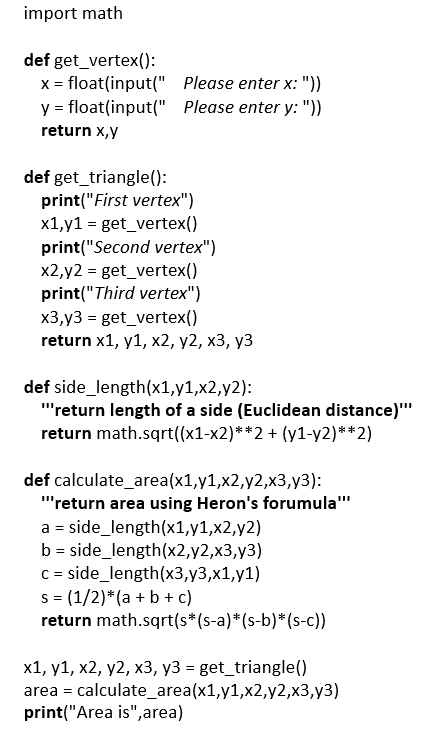 import math
def get_vertex():
x = float(input("    Please enter x: "))
y = float(input("    Please enter y: "))
return x,y
def get_triangle():
print("First vertex")
x1,y1 = get_vertex()
print("Second vertex")
x2,y2 = get_vertex()
print("Third vertex")
x3,y3 = get_vertex()
return x1, y1, x2, y2, x3, y3
def side_length(x1,y1,x2,y2):
'''return length of a side (Euclidean distance)'''
return math.sqrt((x1-x2)**2 + (y1-y2)**2)
def calculate_area(x1,y1,x2,y2,x3,y3):
'''return area using Heron's forumula'''
a = side_length(x1,y1,x2,y2)
b = side_length(x2,y2,x3,y3)
c = side_length(x3,y3,x1,y1)
s = (1/2)*(a + b + c)
return math.sqrt(s*(s-a)*(s-b)*(s-c))
x1, y1, x2, y2, x3, y3 = get_triangle()
area = calculate_area(x1,y1,x2,y2,x3,y3)
print("Area is",area)